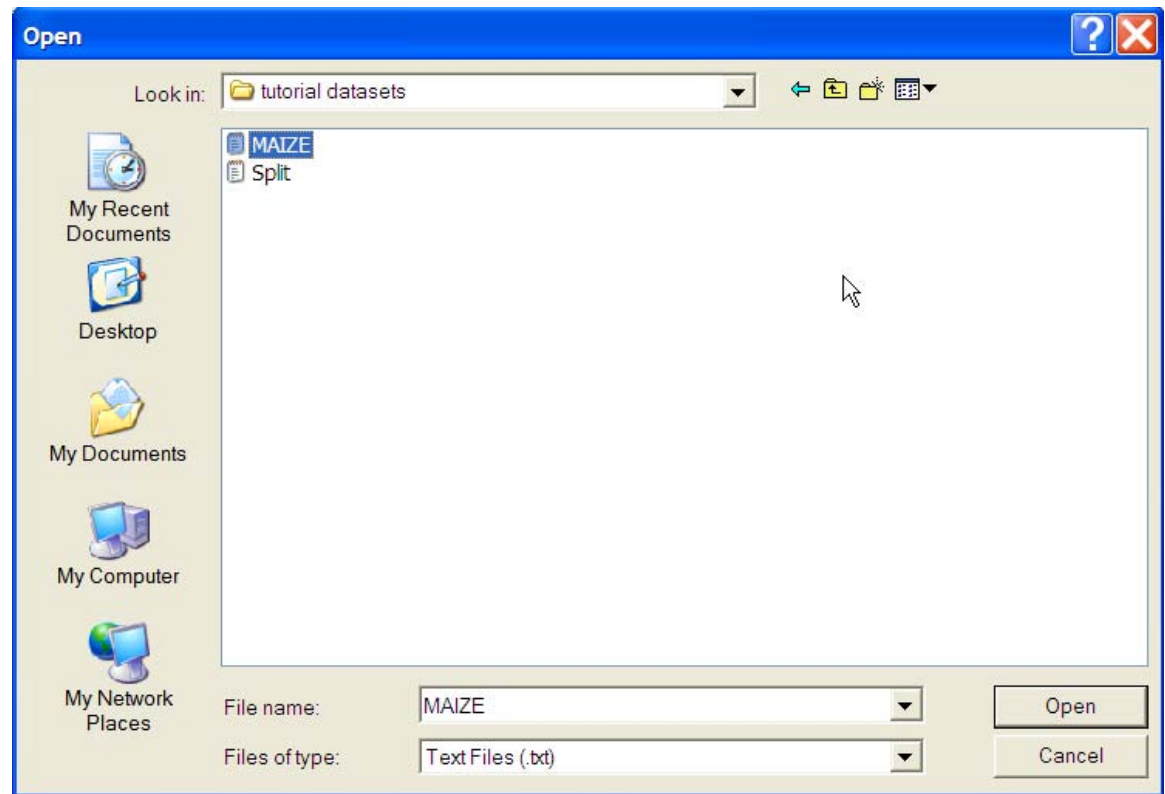 Open
Look in: tutorial datasets
MAIZE
Split
My Recent
Documents
Desktop
My Documents
My Computer
My Network
Places
File name: MAIZE Open
Files of type: Text Files (.txt) Cancel